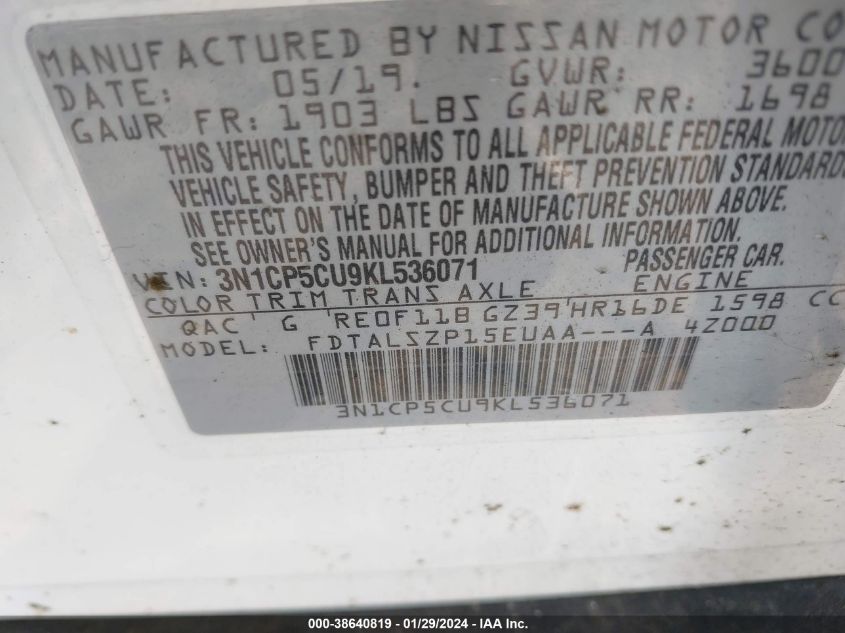 MANUFACTURED BY NISSAN MOTOR CO
DATE: 05/19. GVWR: 3600
GAWR FR: 1903 LBS GAWR RR: 1698
THIS VEHICLE CONFORMS TO ALL APPLICABLE FEDERAL MOTO
VEHICLE SAFETY, BUMPER AND THEFT PREVENTION STANDARDS
IN EFFECT ON THE DATE OF MANUFACTURE SHOWN ABOVE.
SEE OWNER'S MANUAL FOR ADDITIONAL INFORMATION.
VIN: 3N1CP5CU9KL536071 PASSENGER CAR.
COLOR TRIM TRANS AXLE ENGINE
QAC G RE0F11B GZ39 HR16DE 1598 CC
MODEL: FDTALSZP15EUAA---A 4Z000
3N1CP5CU9KL536071
000-38640819 - 01/29/2024 - Copyright © 2024 IAA, Inc.